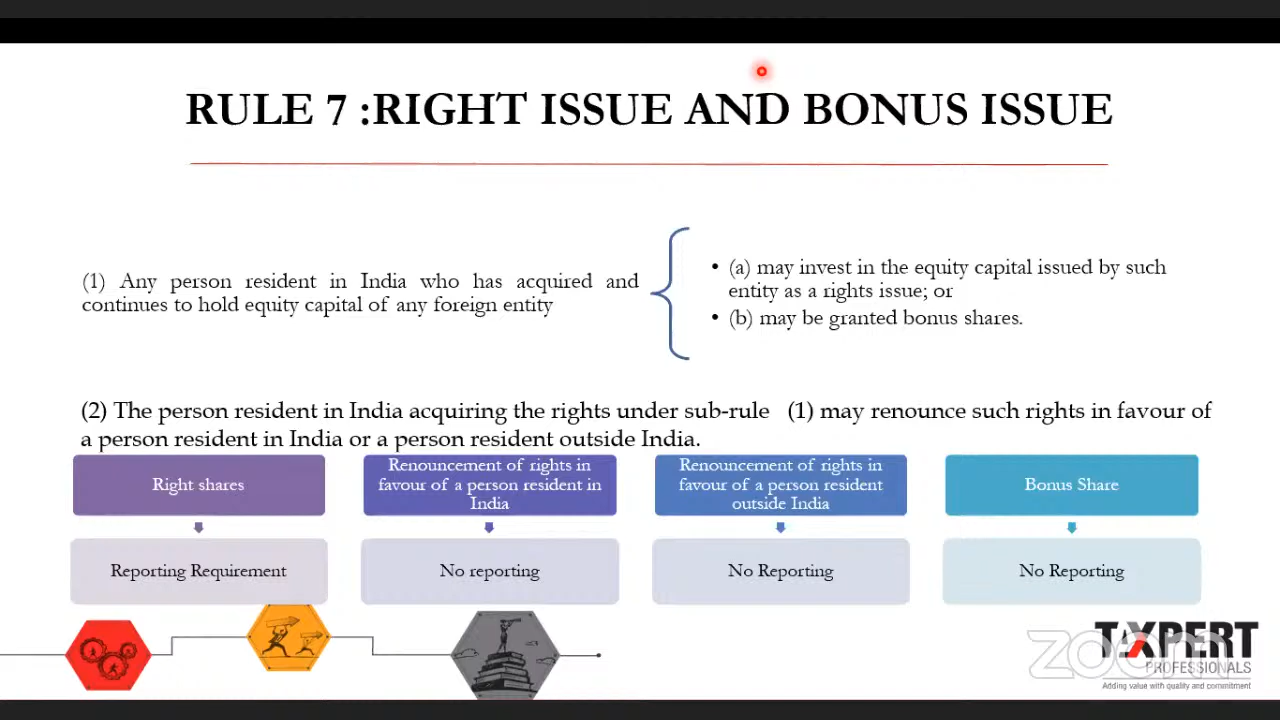 RULE 7 :RIGHT ISSUE AND BONUS ISSUE
(1) Any person resident in India who has acquired and
continues to hold equity capital of any foreign entity
• (a) may invest in the equity capital issued by such
entity as a rights issue; or
• (b) may be granted bonus shares.
(2) The person resident in India acquiring the rights under sub-rule (1) may renounce such rights in favour of
a person resident in India or a person resident outside India.
Right shares
Reporting Requirement
Renouncement of rights in
favour of a person resident in
India
No reporting
Renouncement of rights in
favour of a person resident
outside India
No Reporting
Bonus Share
No Reporting
TAXPERT
PROFESSIONALS
Adding value with quality and commitment
zoom